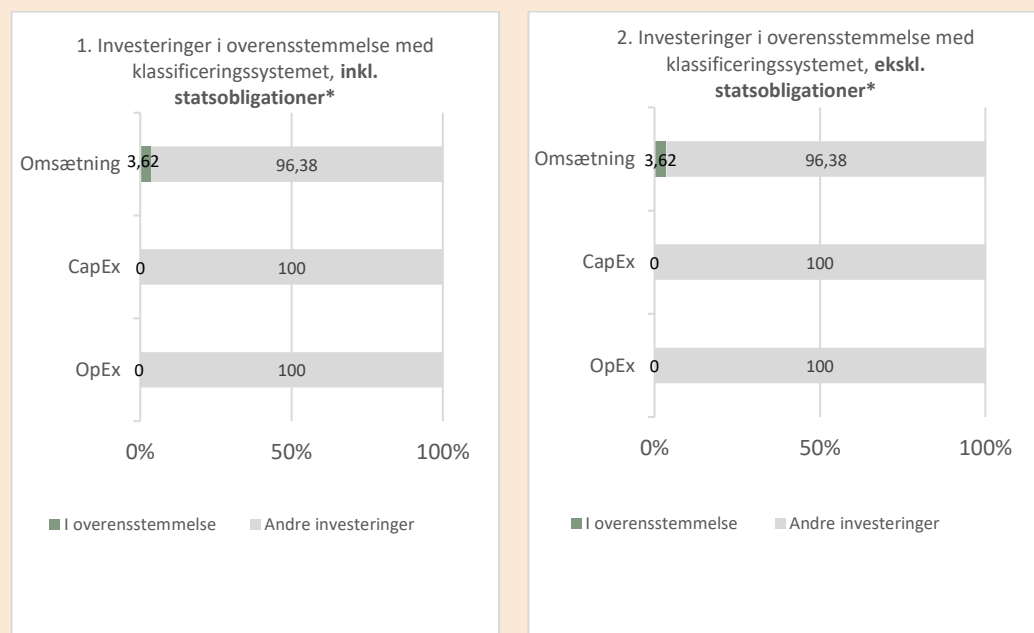 1. Investeringer i overensstemmelse med
klassificeringssystemet, inkl.
statsobligationer*
Omsætning 3,62 96,38
CapEx 0 100
OpEx 0 100
0% 50% 100%
I overensstemmelse Andre investeringer
2. Investeringer i overensstemmelse med
klassificeringssystemet, ekskl.
statsobligationer*
Omsætning 3,62 96,38
CapEx 0 100
OpEx 0 100
0% 50% 100%
I overensstemmelse Andre investeringer